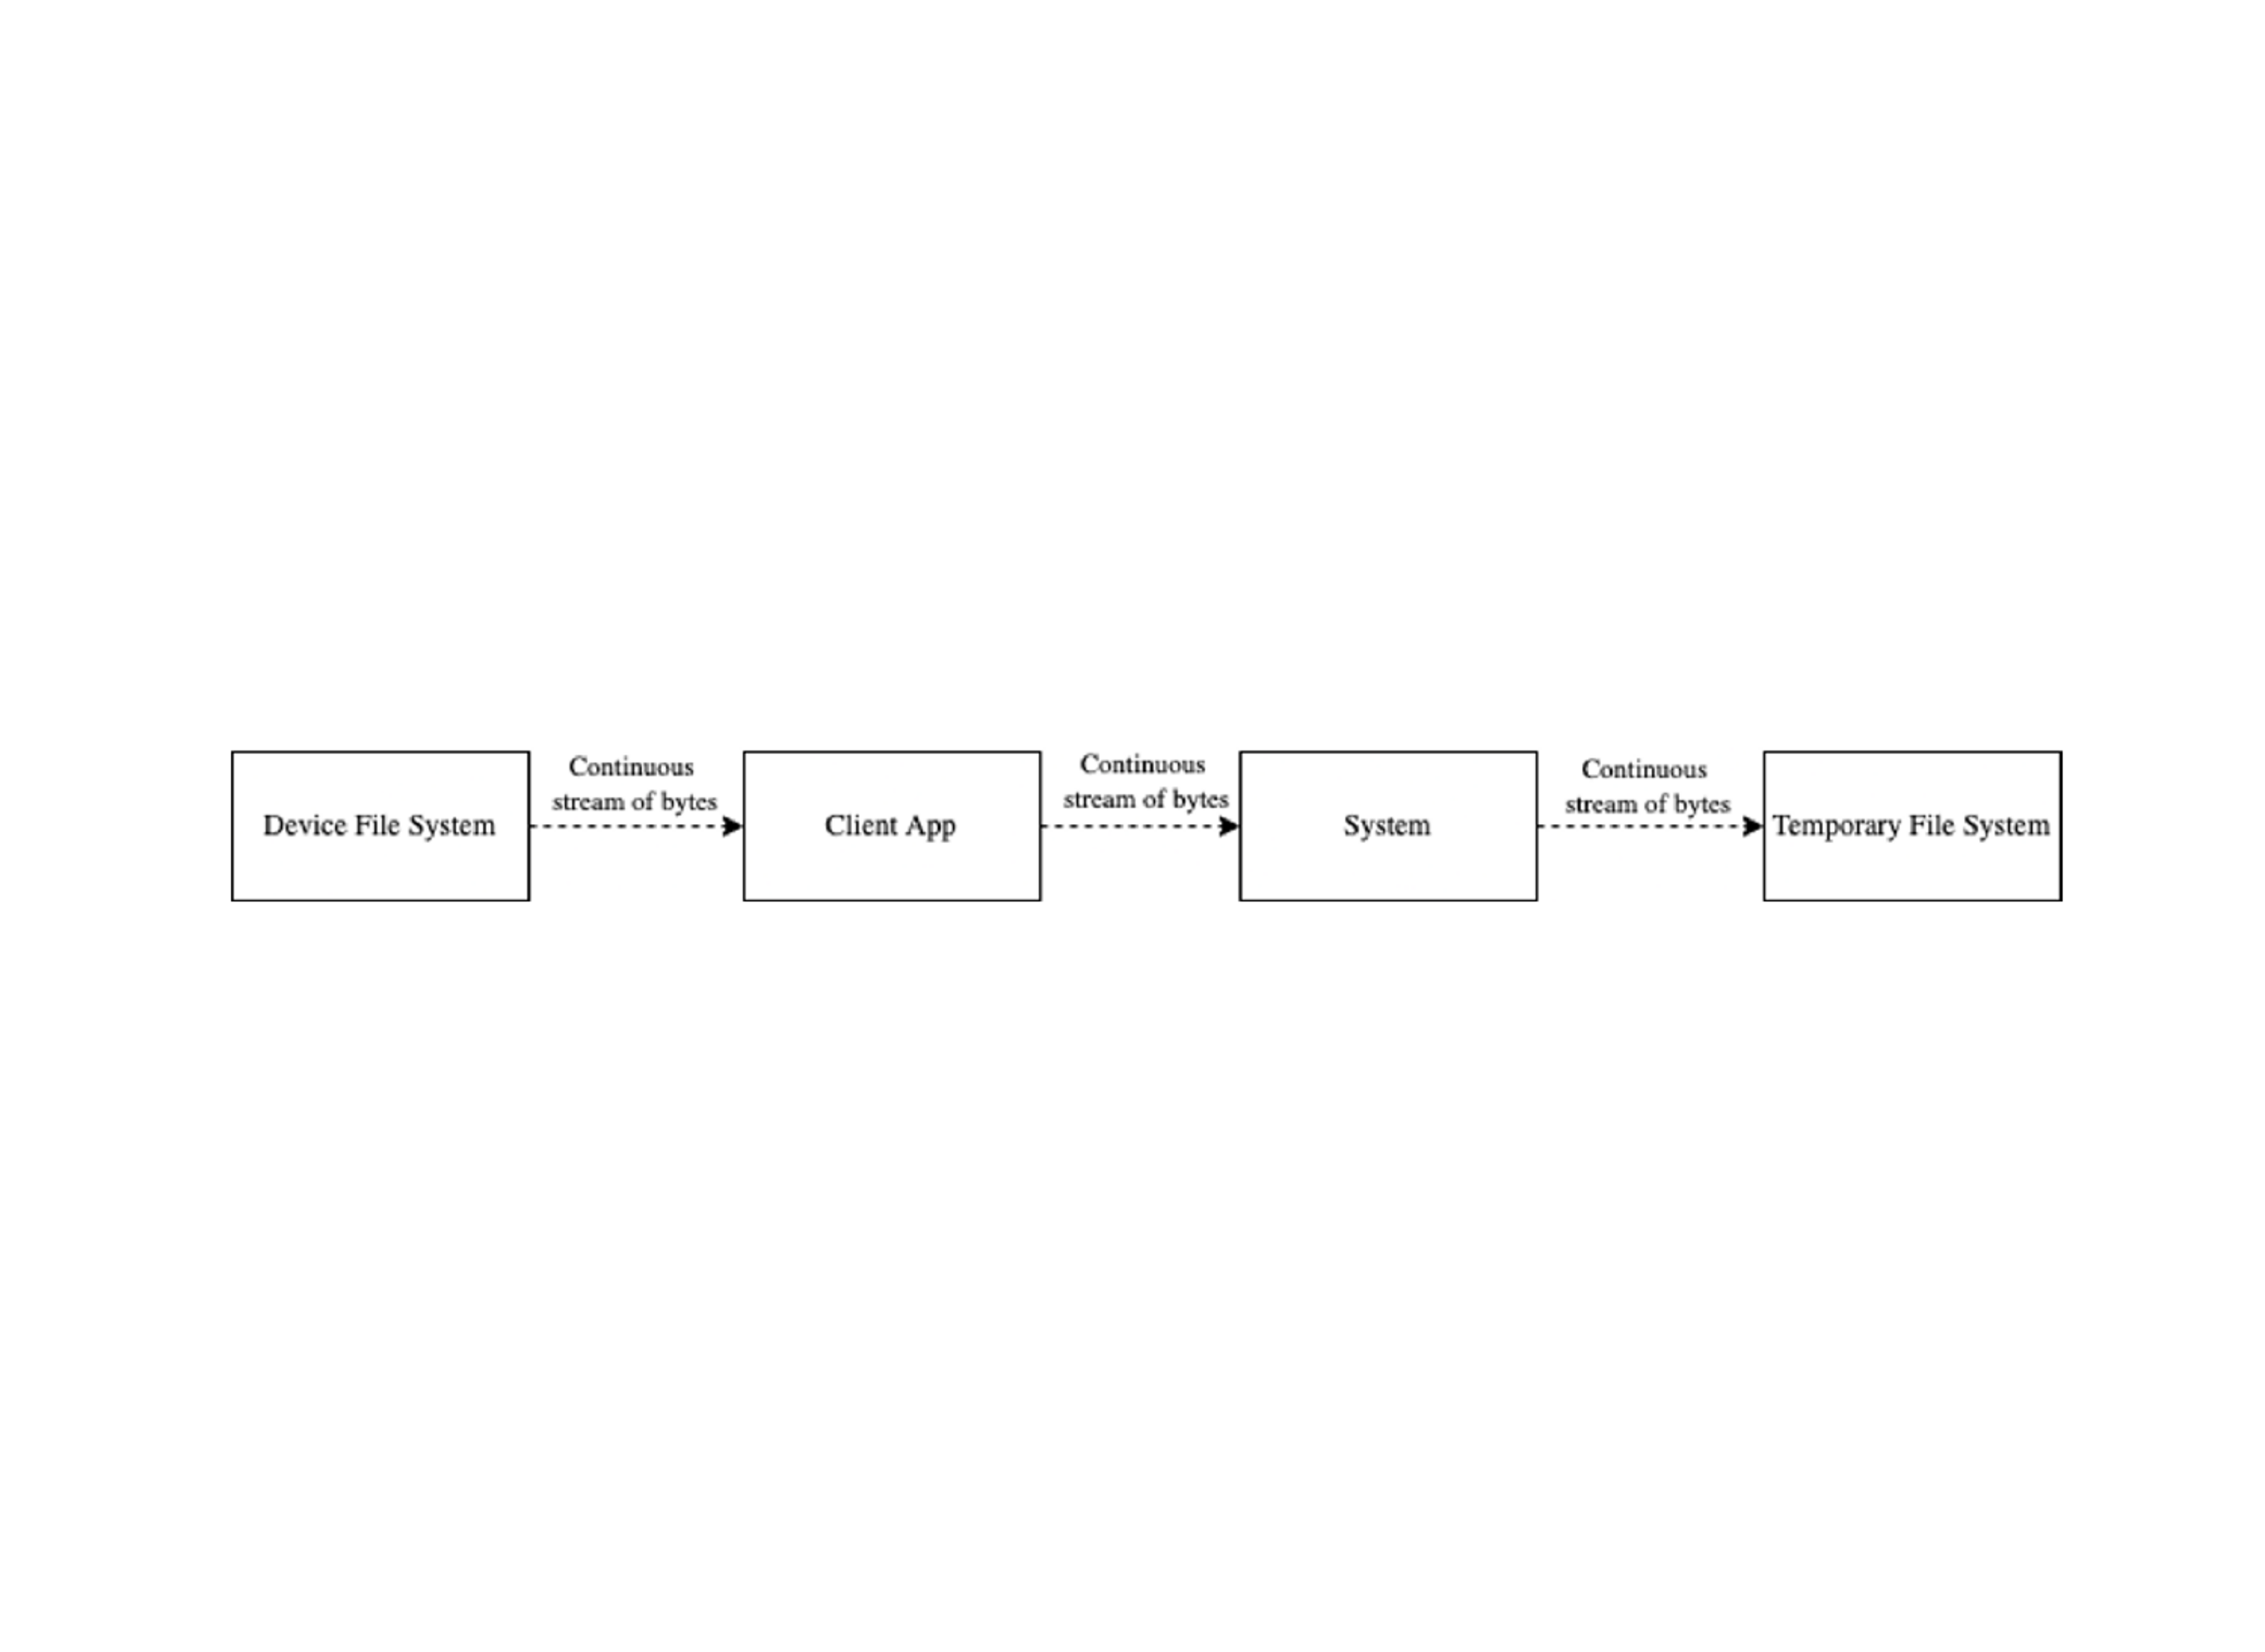 Device File System
Continuous
stream of bytes
Client App
Continuous
stream of bytes
System
Continuous
stream of bytes
Temporary File System